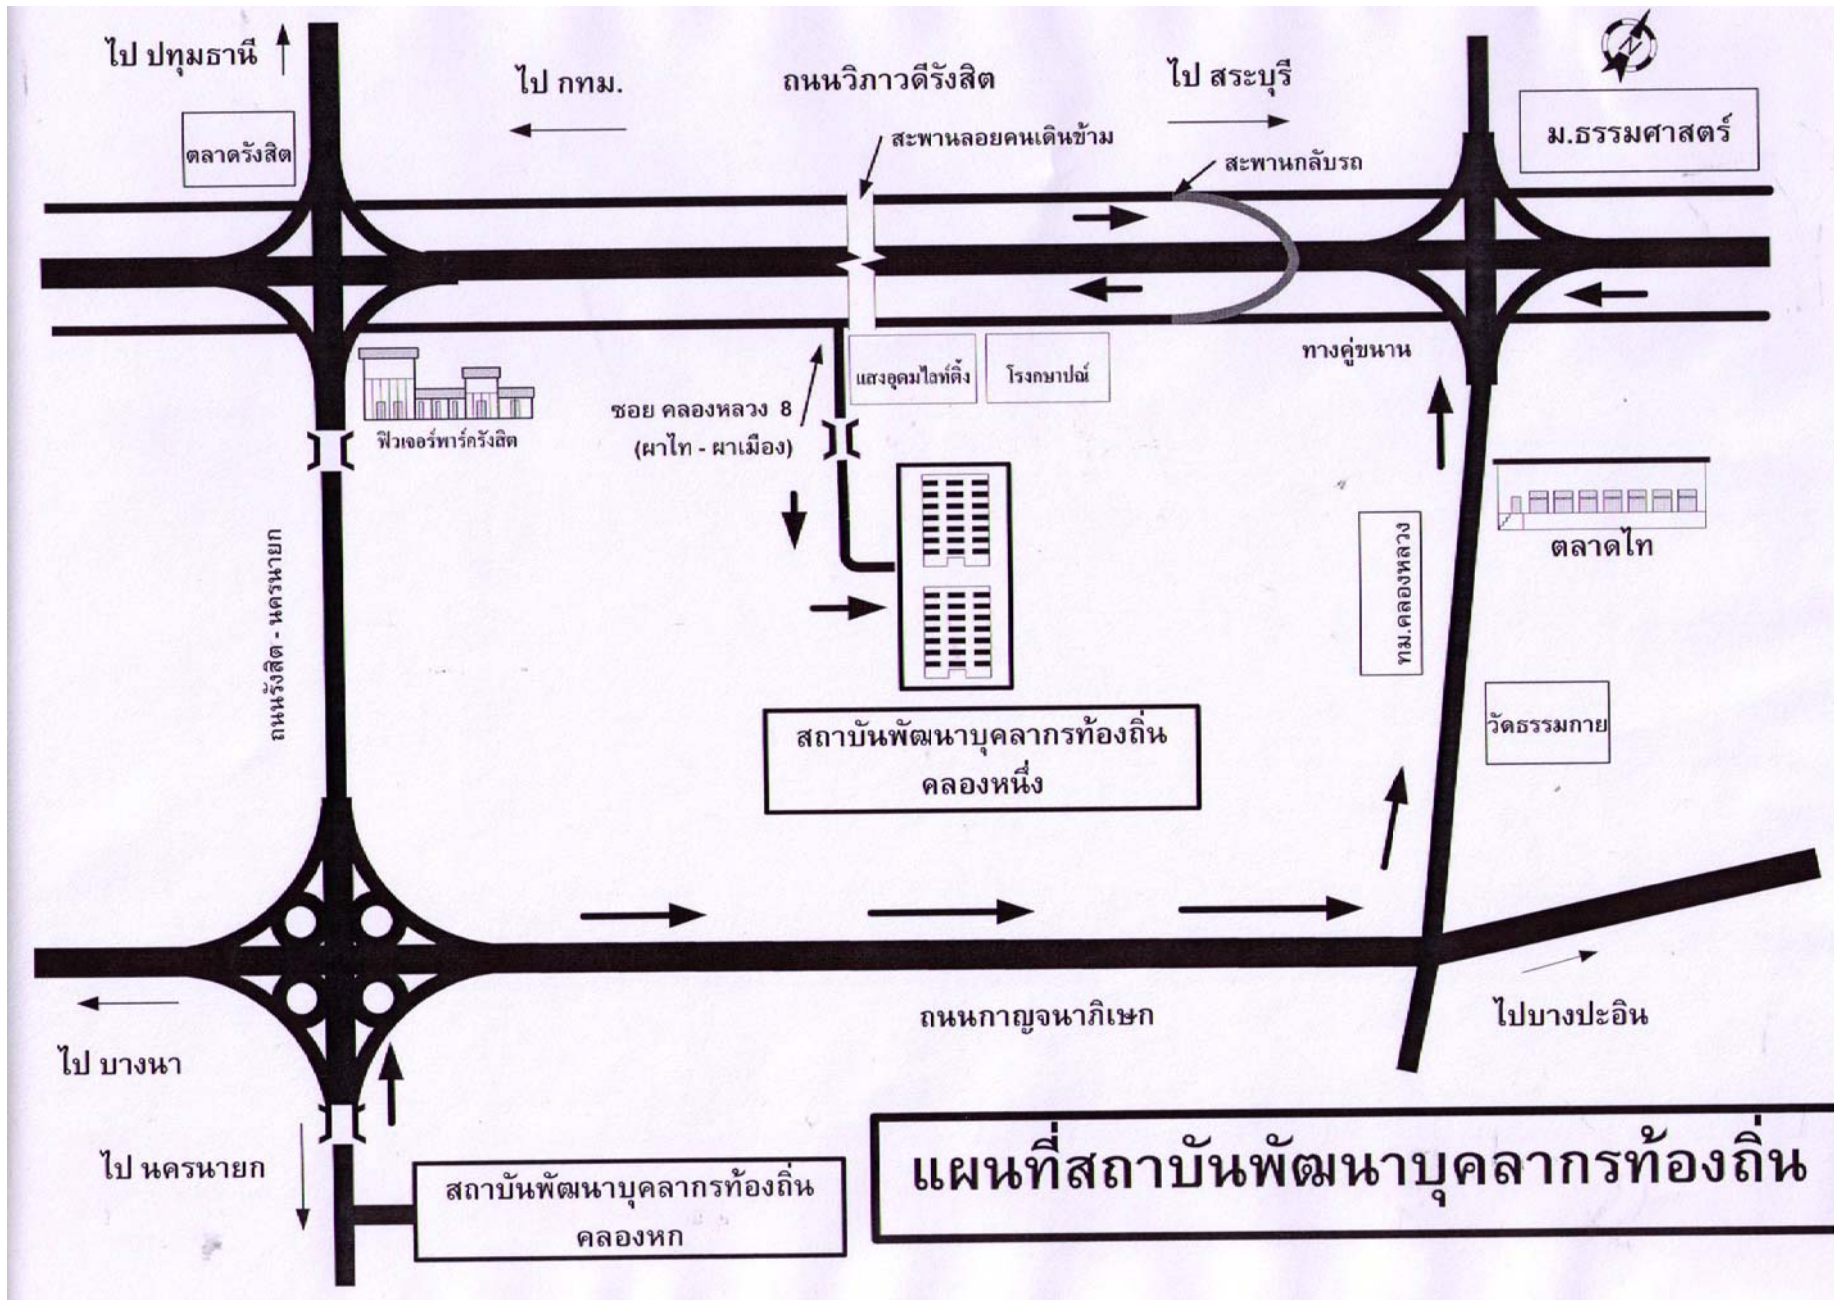 ไป ปทุมธานี
ไป กทม.
ถนนวิภาวดีรังสิต
ไป สระบุรี
N
ตลาดรังสิต
สะพานลอยคนเดินข้าม
สะพานกลับรถ
ม.ธรรมศาสตร์
ทางคู่ขนาน
แสงอุดมไลท์ติ้ง
โรงกษาปณ์
ซอย คลองหลวง 8
(ผาไท - ผาเมือง)
ฟิวเจอร์พาร์ครังสิต
ถนนรังสิต - นครนายก
ทม.คลองหลวง
ตลาดไท
วัดธรรมกาย
สถาบันพัฒนาบุคลากรท้องถิ่น
คลองหนึ่ง
ถนนกาญจนาภิเษก
ไปบางปะอิน
ไป บางนา
ไป นครนายก
สถาบันพัฒนาบุคลากรท้องถิ่น
คลองหก
แผนที่สถาบันพัฒนาบุคลากรท้องถิ่น